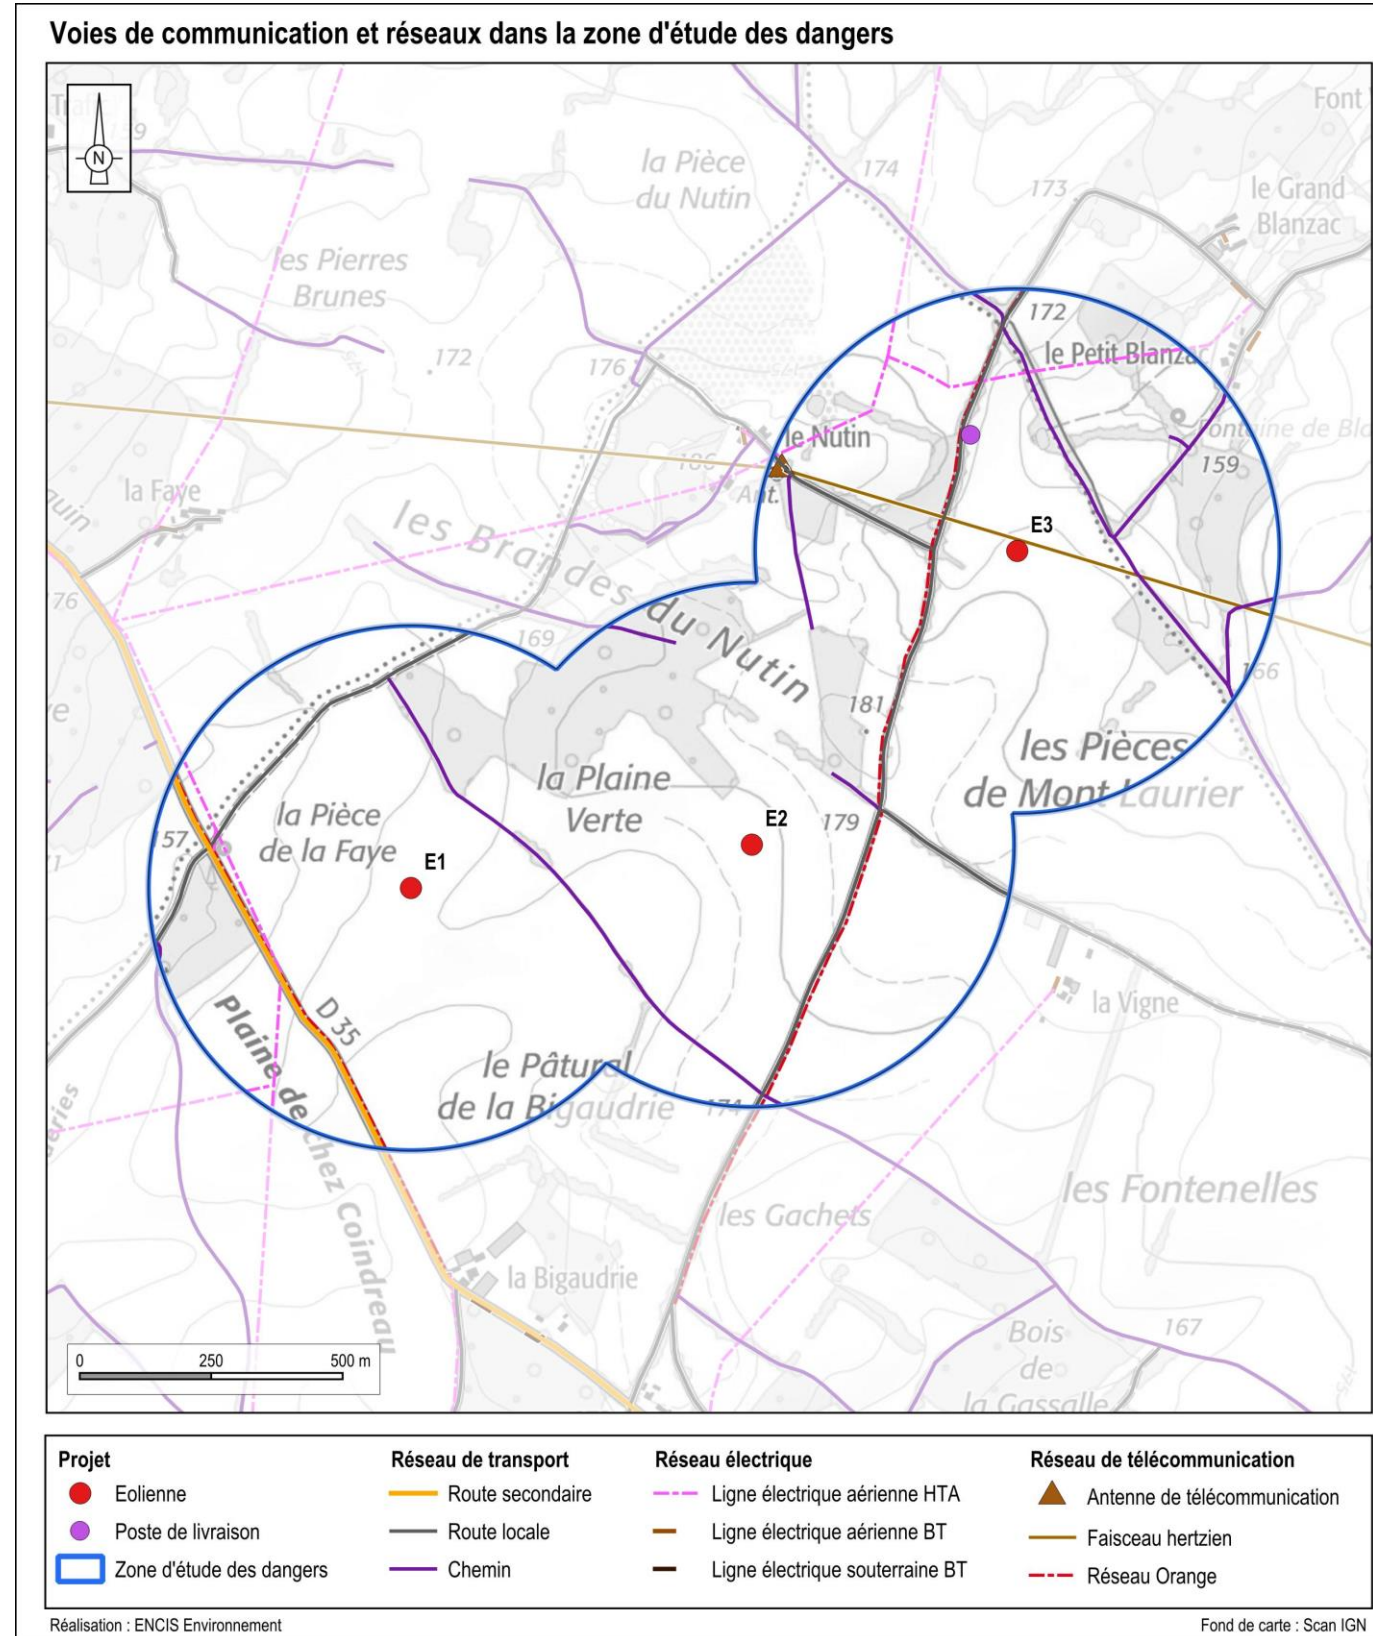 Voies de communication et réseaux dans la zone d'étude des dangers
N
159
Font
la Pièce
du Nutin
174
173
le Grand
Blanzac
les Pierres
Brunes
172
172
176
le Petit Blanzac
le Nutin
Fontaine de
186
Ant.
159
la Faye
les Brandes du Nutin
E3
76
169
166
181
les Pièces
de Mont Laurier
la Plaine
Verte
la Pièce
de la Faye
157
E2
179
E1
D 35
la Vigne
Plaine de chez Coindreau
le Pâtural
de la Bigaudrie
174
les Gachets
les Fontenelles
la Bigaudrie
Bois
de
la Gassalle
167
0 250 500 m
Projet
Eolienne
Poste de livraison
Zone d'étude des dangers
Réseau de transport
Route secondaire
Route locale
Chemin
Réseau électrique
Ligne électrique aérienne HTA
Ligne électrique aérienne BT
Ligne électrique souterraine BT
Réseau de télécommunication
Antenne de télécommunication
Faisceau hertzien
Réseau Orange
Réalisation : ENCIS Environnement
Fond de carte : Scan IGN